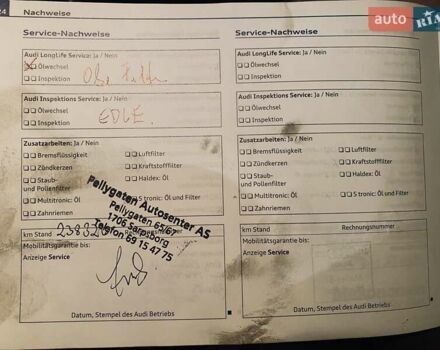 24 Nachweise
auto RIA
Service-Nachweise
Audi LongLife Service: Ja / Nein
Ölwechsel
Inspektion
Audi Inspektions Service: Ja / Nein
Ölwechsel
Inspektion
EDLE.
Zusatzarbeiten: Ja / Nein
Bremsflüssigkeit
Luftfilter
Zündkerzen
Kraftstofffilter
Staub- und Pollenfilter
Haldex: Öl
Multitronic: Öl
S tronic: Öl und Filter
Zahnriemen
Pellygaten Autosenter AS
Pellygaten 65/67
1706 Sarpsborg
Telefon 69 15 47 75
km Stand
Mobilitätsgarantie bis:
Anzeige Service
Datum, Stempel des Audi Betriebs
Service-Nachweise
Audi LongLife Service: Ja / Nein
Ölwechsel
Inspektion
Audi Inspektions Service: Ja / Nein
Ölwechsel
Inspektion
Zusatzarbeiten: Ja / Nein
Bremsflüssigkeit
Luftfilter
Zündkerzen
Kraftstofffilter
Staub-
und Pollenfilter
Haldex: Öl
Multitronic: Öl
S tronic: Öl und Filter
Zahnriemen
km Stand
Rechnungsnummer
Mobilitätsgarantie bis:
Anzeige Service
Datum, Stempel des Audi Betriebs